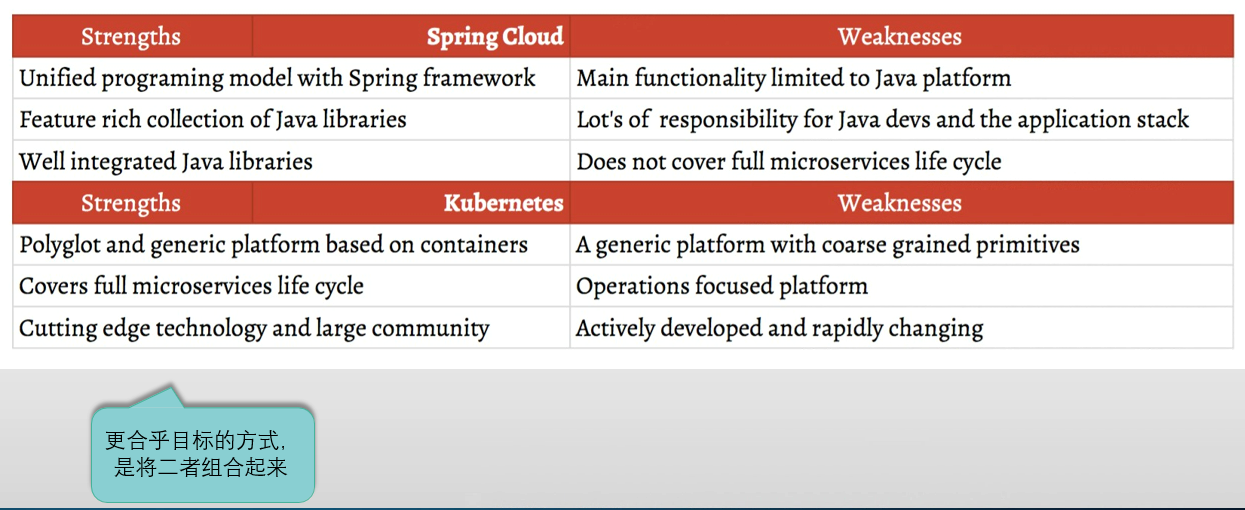 Strengths Spring Cloud Weaknesses
Unified programing model with Spring framework Main functionality limited to Java platform
Feature rich collection of Java libraries Lot's of responsibility for Java devs and the application stack
Well integrated Java libraries Does not cover full microservices life cycle
Strengths Kubernetes Weaknesses
Polyglot and generic platform based on containers A generic platform with coarse grained primitives
Covers full microservices life cycle Operations focused platform
Cutting edge technology and large community Actively developed and rapidly changing
更合乎目标的方式，
是将二者组合起来